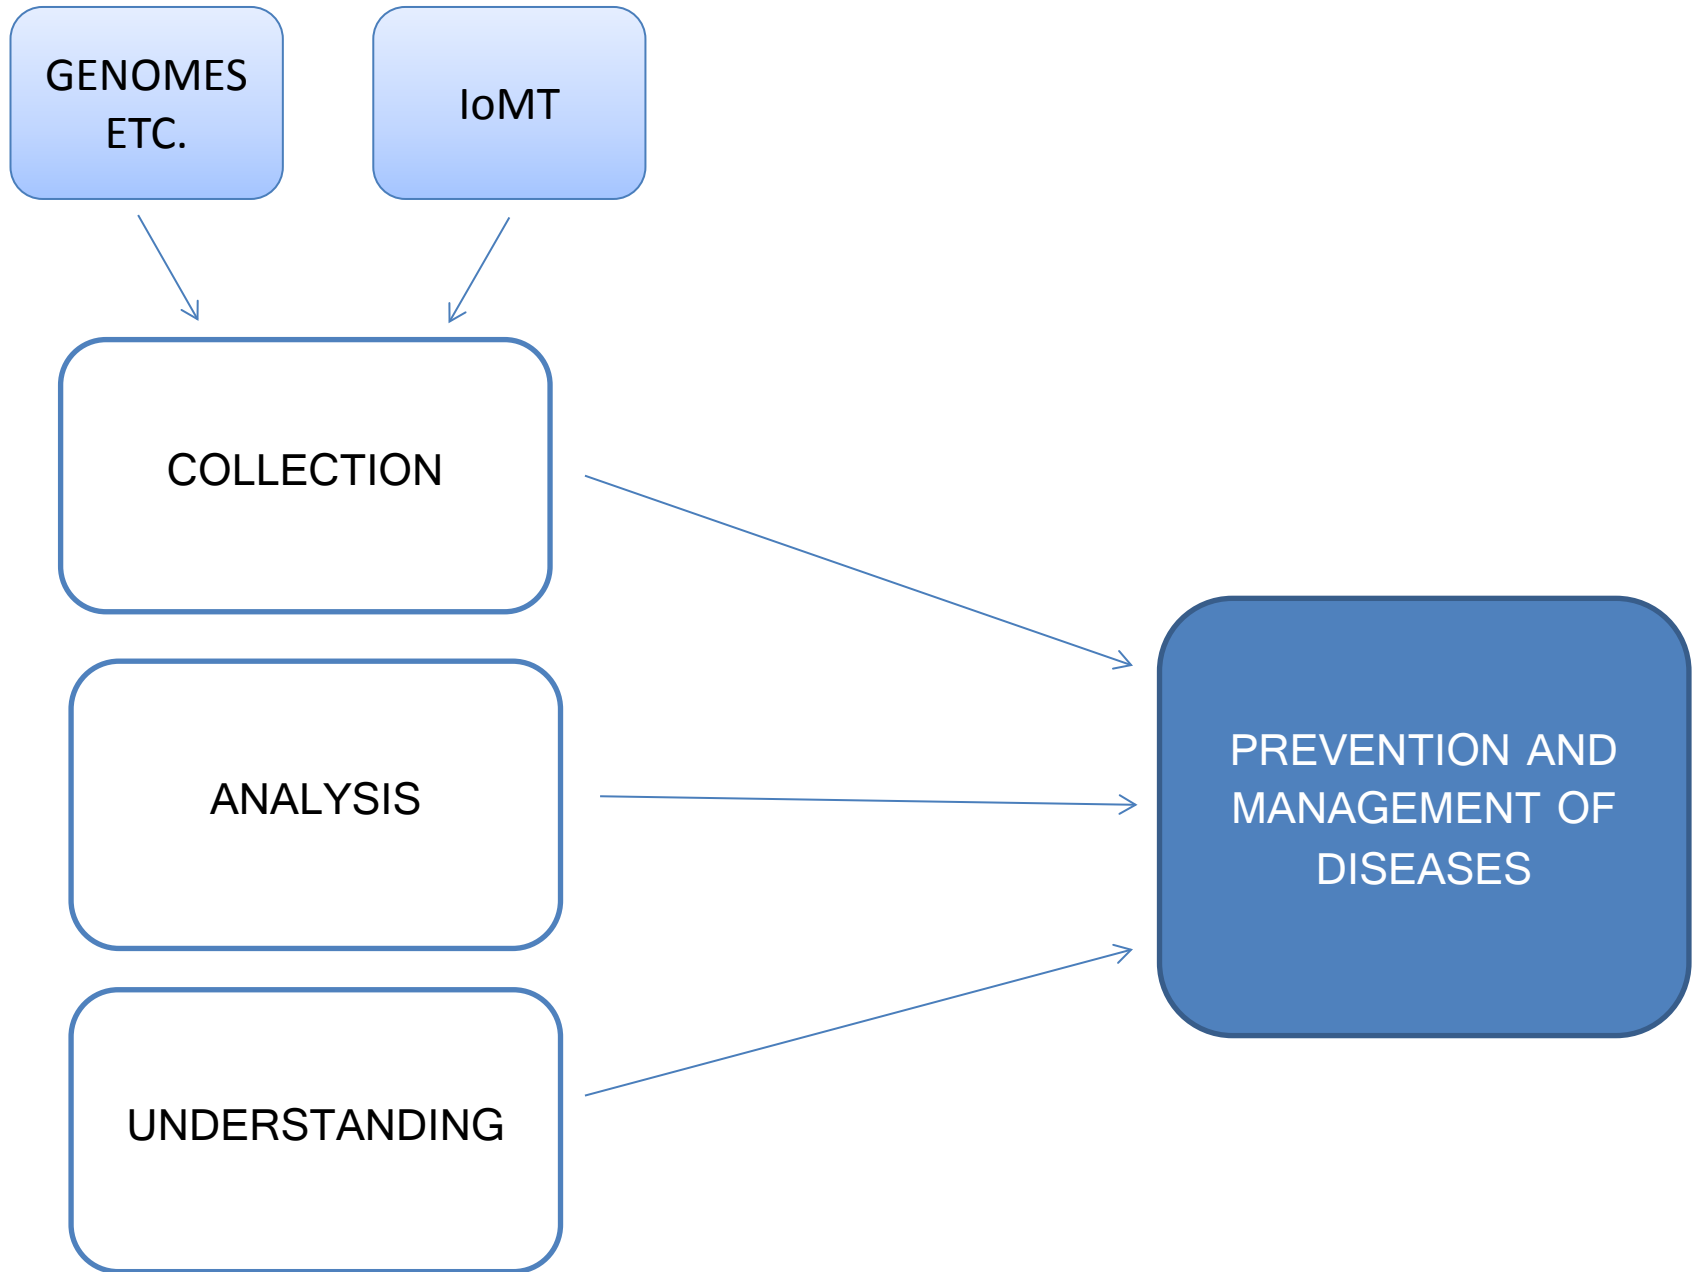 GENOMES
ETC.
IoMT
COLLECTION
ANALYSIS
UNDERSTANDING
PREVENTION AND
MANAGEMENT OF
DISEASES